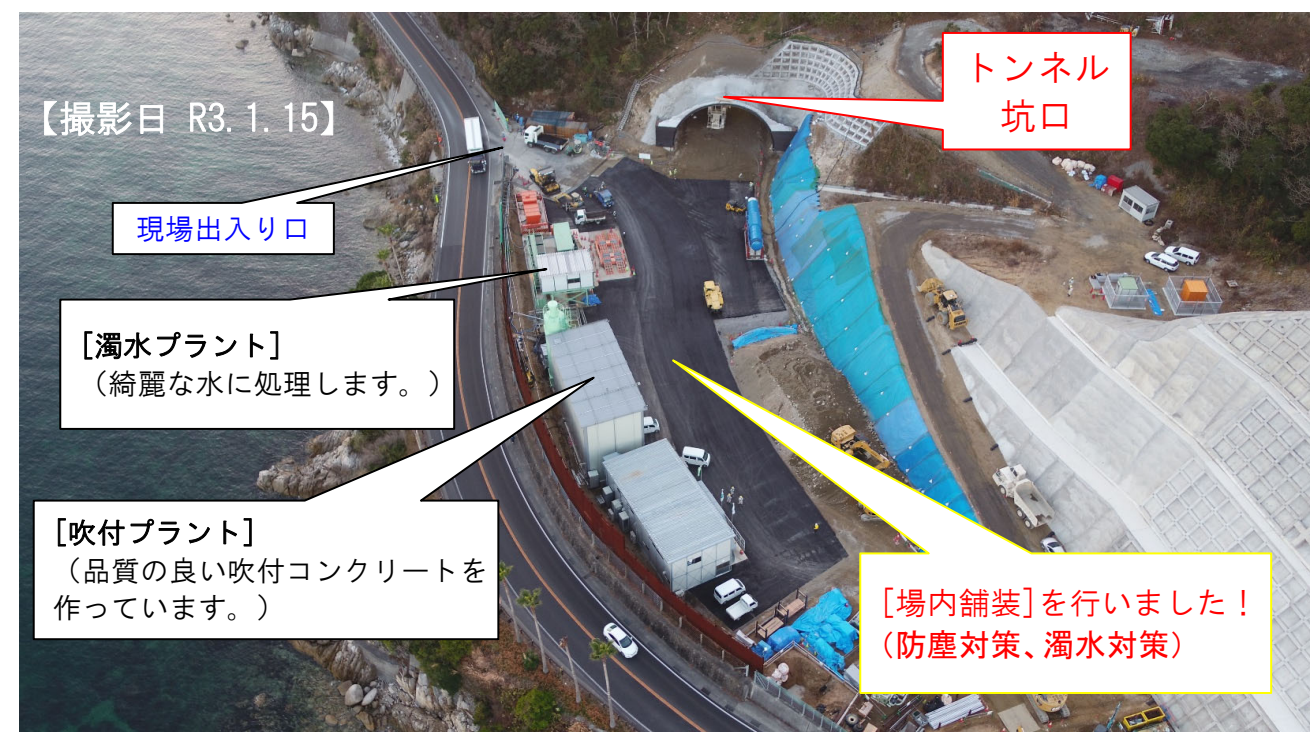 トンネル
坑口
【撮影日 R3.1.15】
現場出入り口
[濁水プラント]
（綺麗な水に処理します。）
[吹付プラント]
（品質の良い吹付コンクリートを
作っています。）
[場内舗装]を行いました！
（防塵対策、濁水対策）